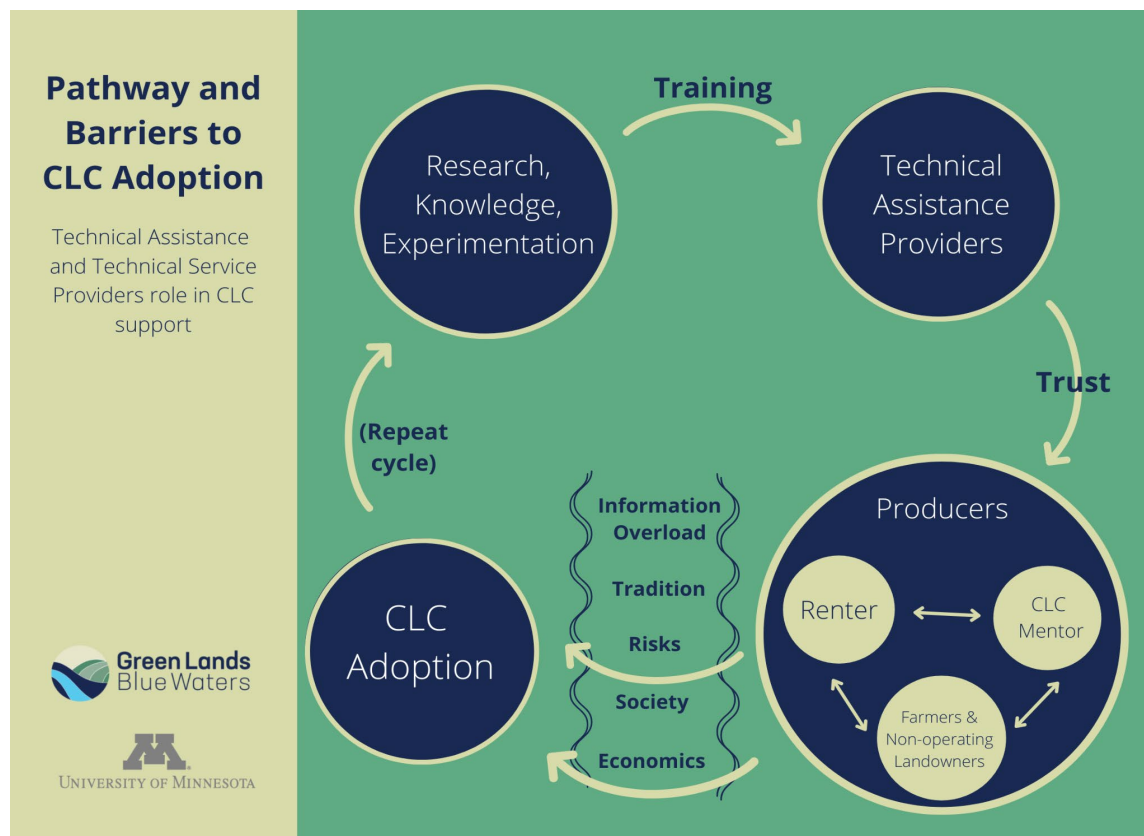 Pathway and
Barriers to
CLC Adoption
Technical Assistance
and Technical Service
Providers role in CLC
support
Green Lands
Blue Waters
M
UNIVERSITY OF MINNESOTA
Training
Research,
Knowledge,
Experimentation
Technical
Assistance
Providers
Trust
(Repeat
cycle)
Information
Overload
Tradition
Risks
Society
Economics
Producers
Renter
CLC
Mentor
Farmers &
Non-operating
Landowners
CLC
Adoption